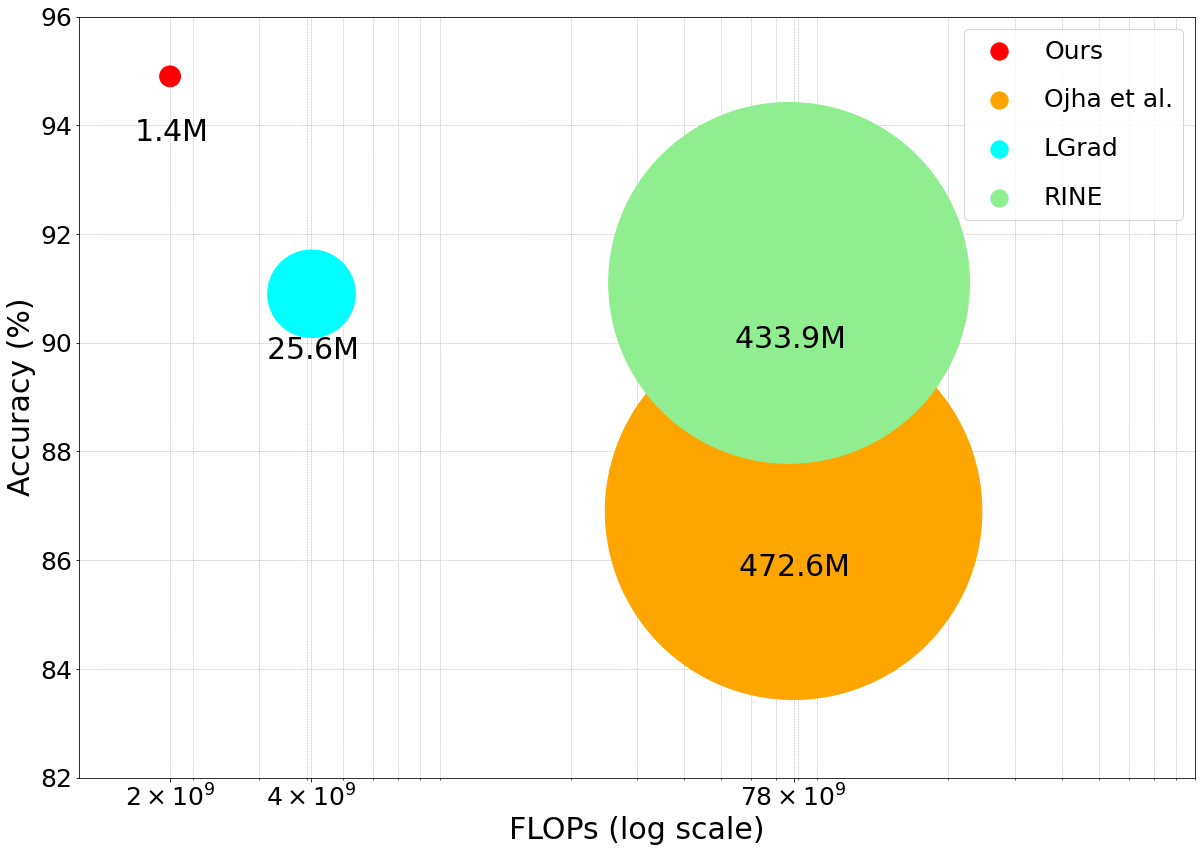 96
94
92
90
88
86
84
82
Accuracy (%)
1.4M
25.6M
433.9M
472.6M
Ours
Ojha et al.
LGrad
RINE
2 × 10⁹
4 × 10⁹
78 × 10⁹
FLOPs (log scale)